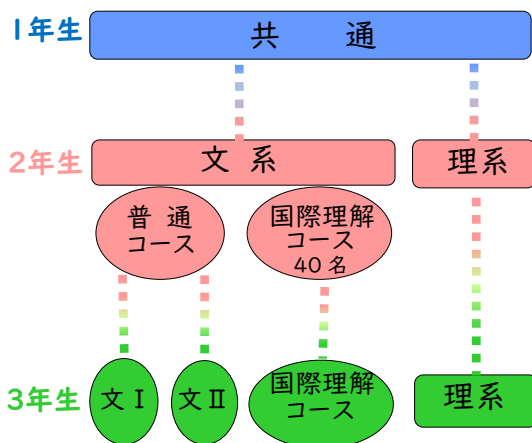 1年生
共 通
2年生
文 系
理系
普 通
コース
国際理解
コース
40名
3年生
文Ⅰ
文Ⅱ
国際理解
コース
理系